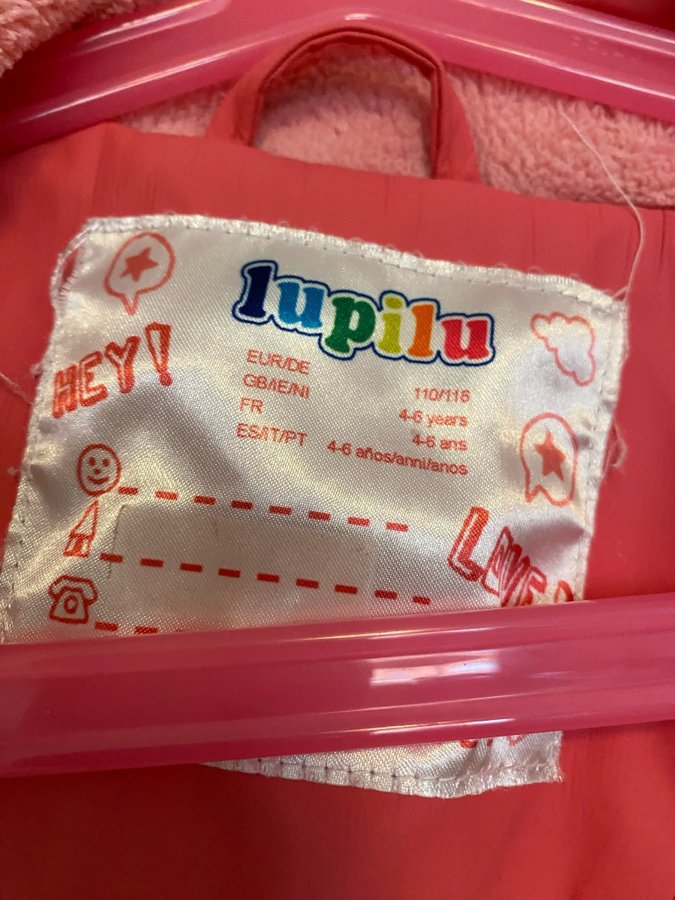 lupilu
HEY!
EUR/DE 110/116
GB/IE/NI 4-6 years
FR 4-6 ans
ES/IT/PT 4-6 años/anni/anos